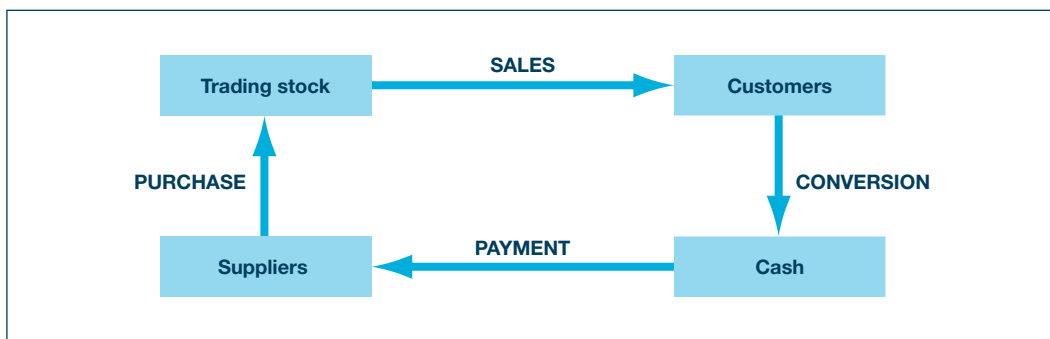 SALES
Trading stock
Customers
PURCHASE
CONVERSION
PAYMENT
Suppliers
Cash